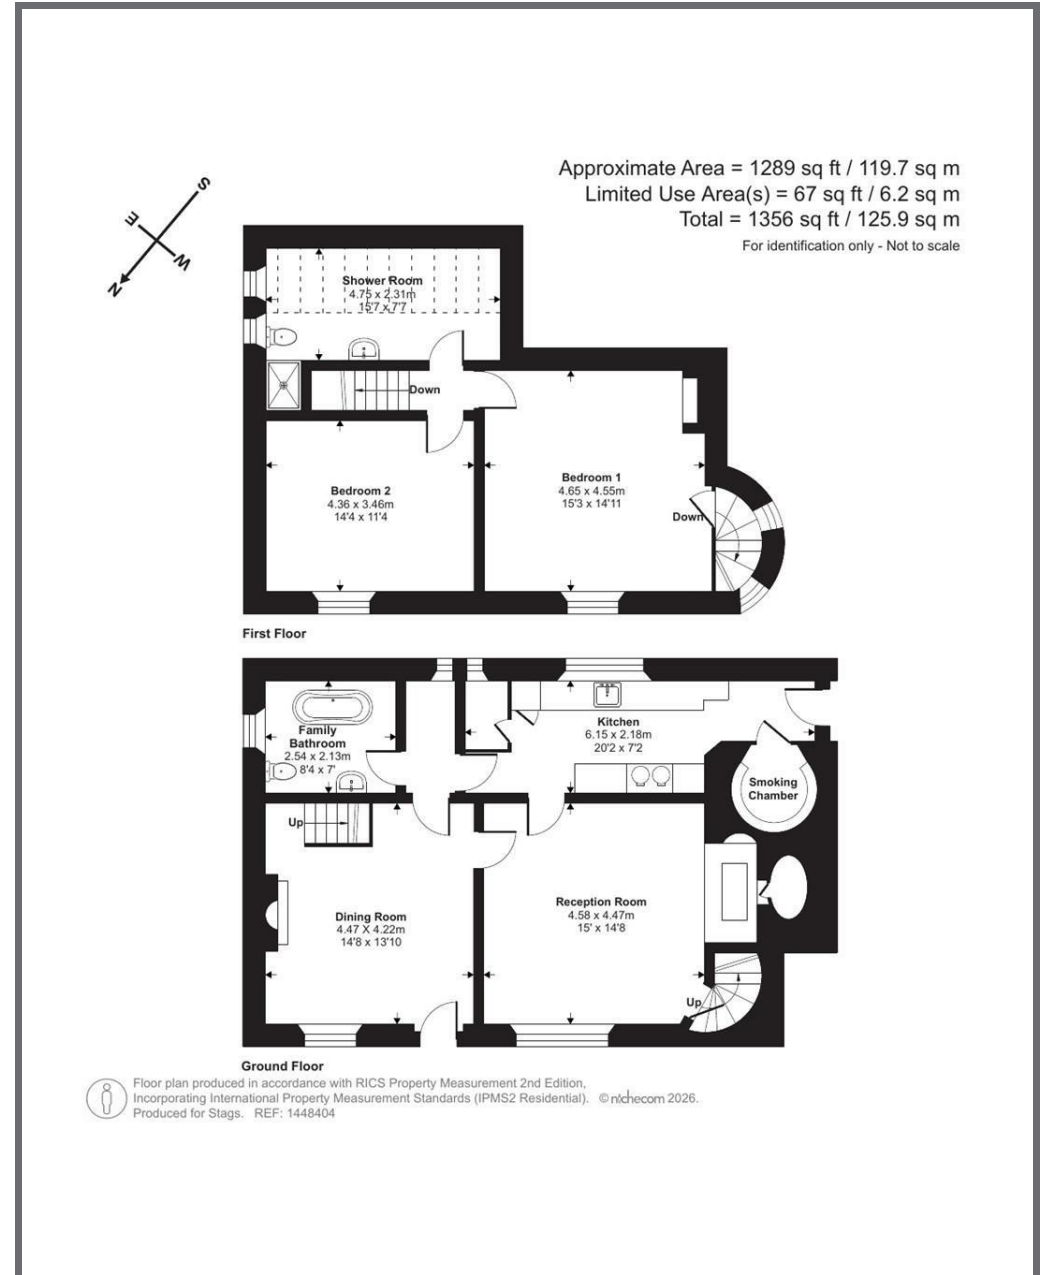 Approximate Area = 1289 sq ft / 119.7 sq m
Limited Use Area(s) = 67 sq ft / 6.2 sq m
Total = 1356 sq ft / 125.9 sq m
For identification only - Not to scale
S
E
W
N
Shower Room
4.75 x 2.31m
15'7 x 7'7
Down
Bedroom 2
4.36 x 3.46m
14'4 x 11'4
Bedroom 1
4.65 x 4.55m
15'3 x 14'11
Down
First Floor
Family
Bathroom
2.54 x 2.13m
8'4 x 7'
Kitchen
6.15 x 2.18m
20'2 x 7'2
Smoking
Chamber
Up
Dining Room
4.47 X 4.22m
14'8 x 13'10
Reception Room
4.58 x 4.47m
15' x 14'8
Up
Ground Floor
Floor plan produced in accordance with RICS Property Measurement 2nd Edition,
Incorporating International Property Measurement Standards (IPMS2 Residential). © nichecom 2026.
Produced for Stags. REF: 1448404